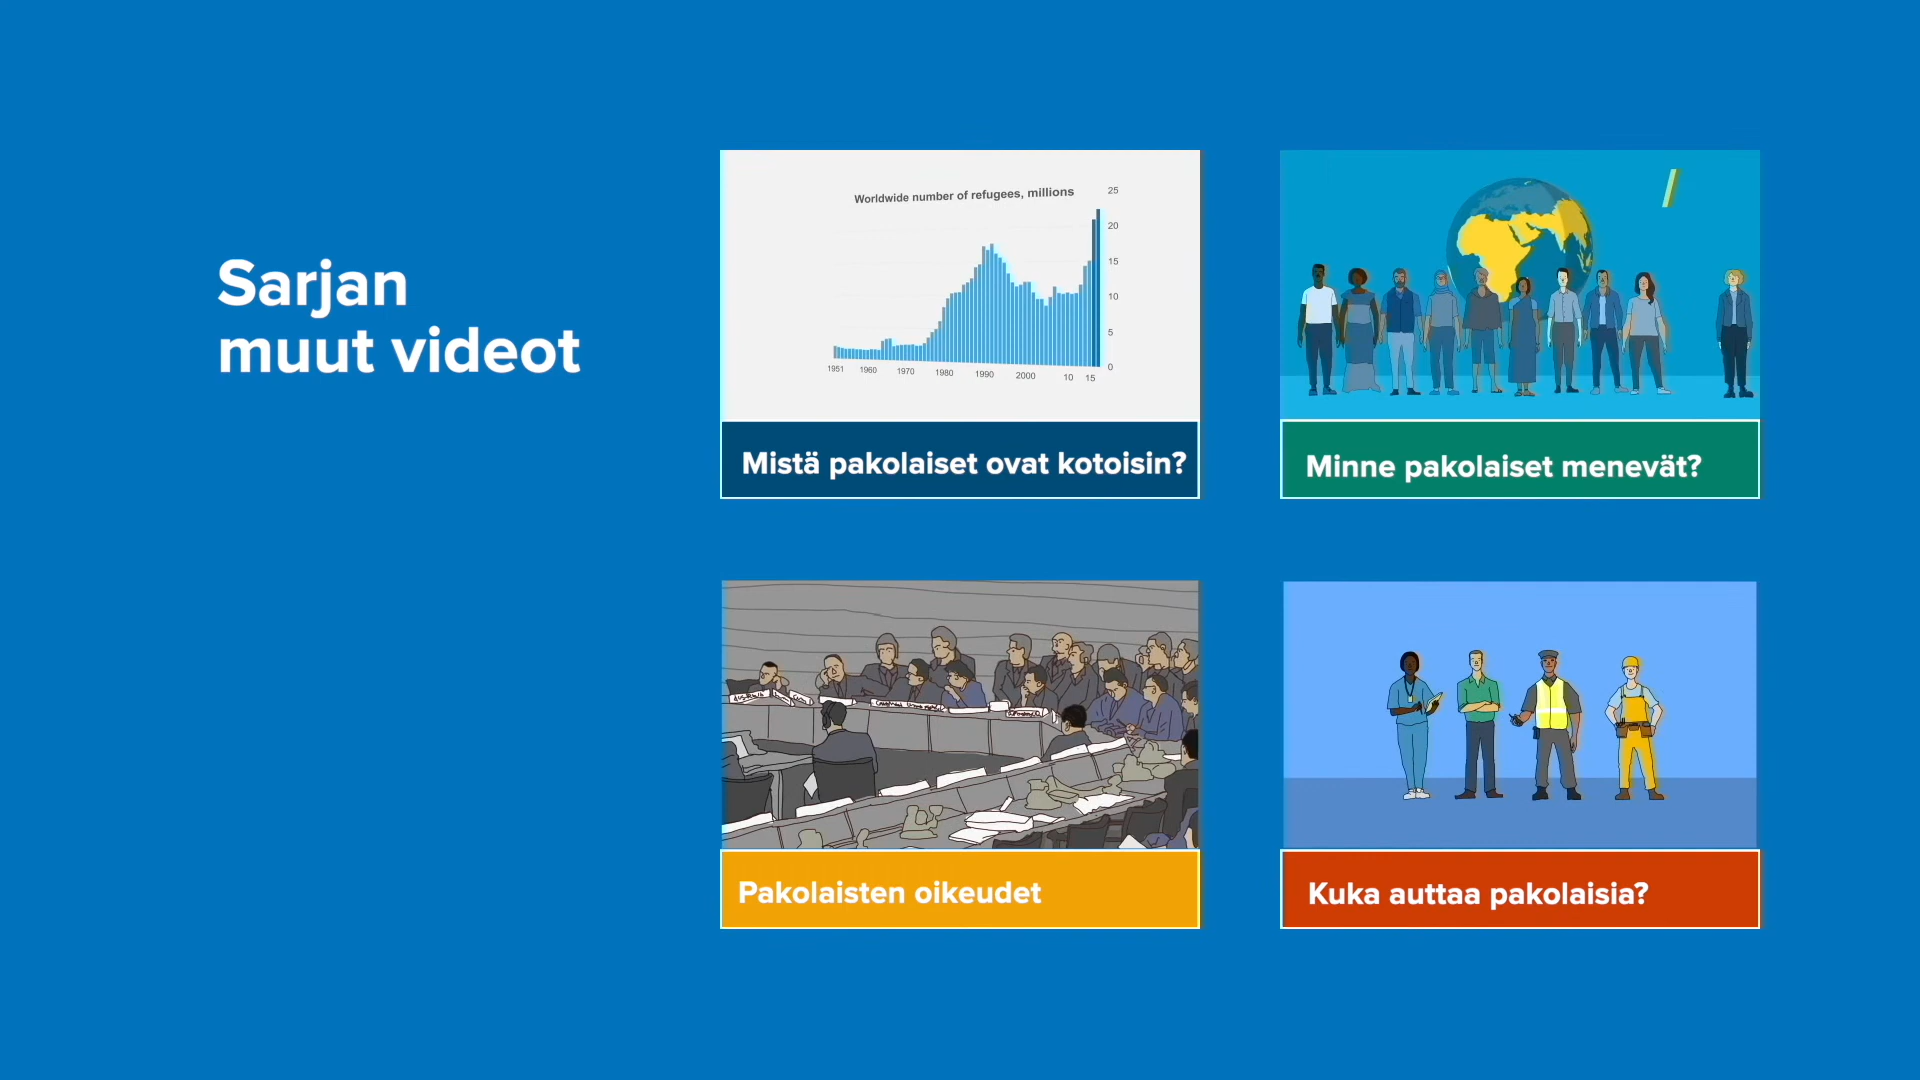 Sarjan
muut videot
Worldwide number of refugees, millions
25
20
15
10
5
0
1951 1960 1970 1980 1990 2000 10 15
Mistä pakolaiset ovat kotoisin?
Minne pakolaiset menevät?
Pakolaisten oikeudet
Kuka auttaa pakolaisia?